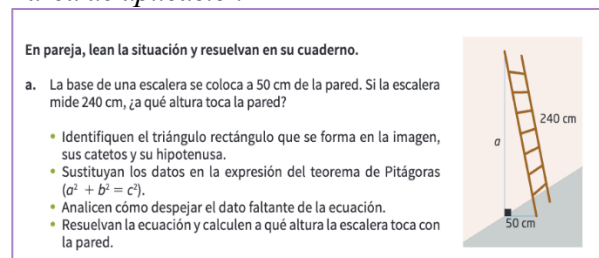 En pareja, lean la situación y resuelvan en su cuaderno.
a. La base de una escalera se coloca a 50 cm de la pared. Si la escalera
mide 240 cm, ¿a qué altura toca la pared?
• Identifiquen el triángulo rectángulo que se forma en la imagen,
sus catetos y su hipotenusa.
• Sustituyan los datos en la expresión del teorema de Pitágoras
(a² + b² = c²).
• Analicen cómo despejar el dato faltante de la ecuación.
• Resuelvan la ecuación y calculen a qué altura la escalera toca con
la pared.
240 cm
a
50 cm